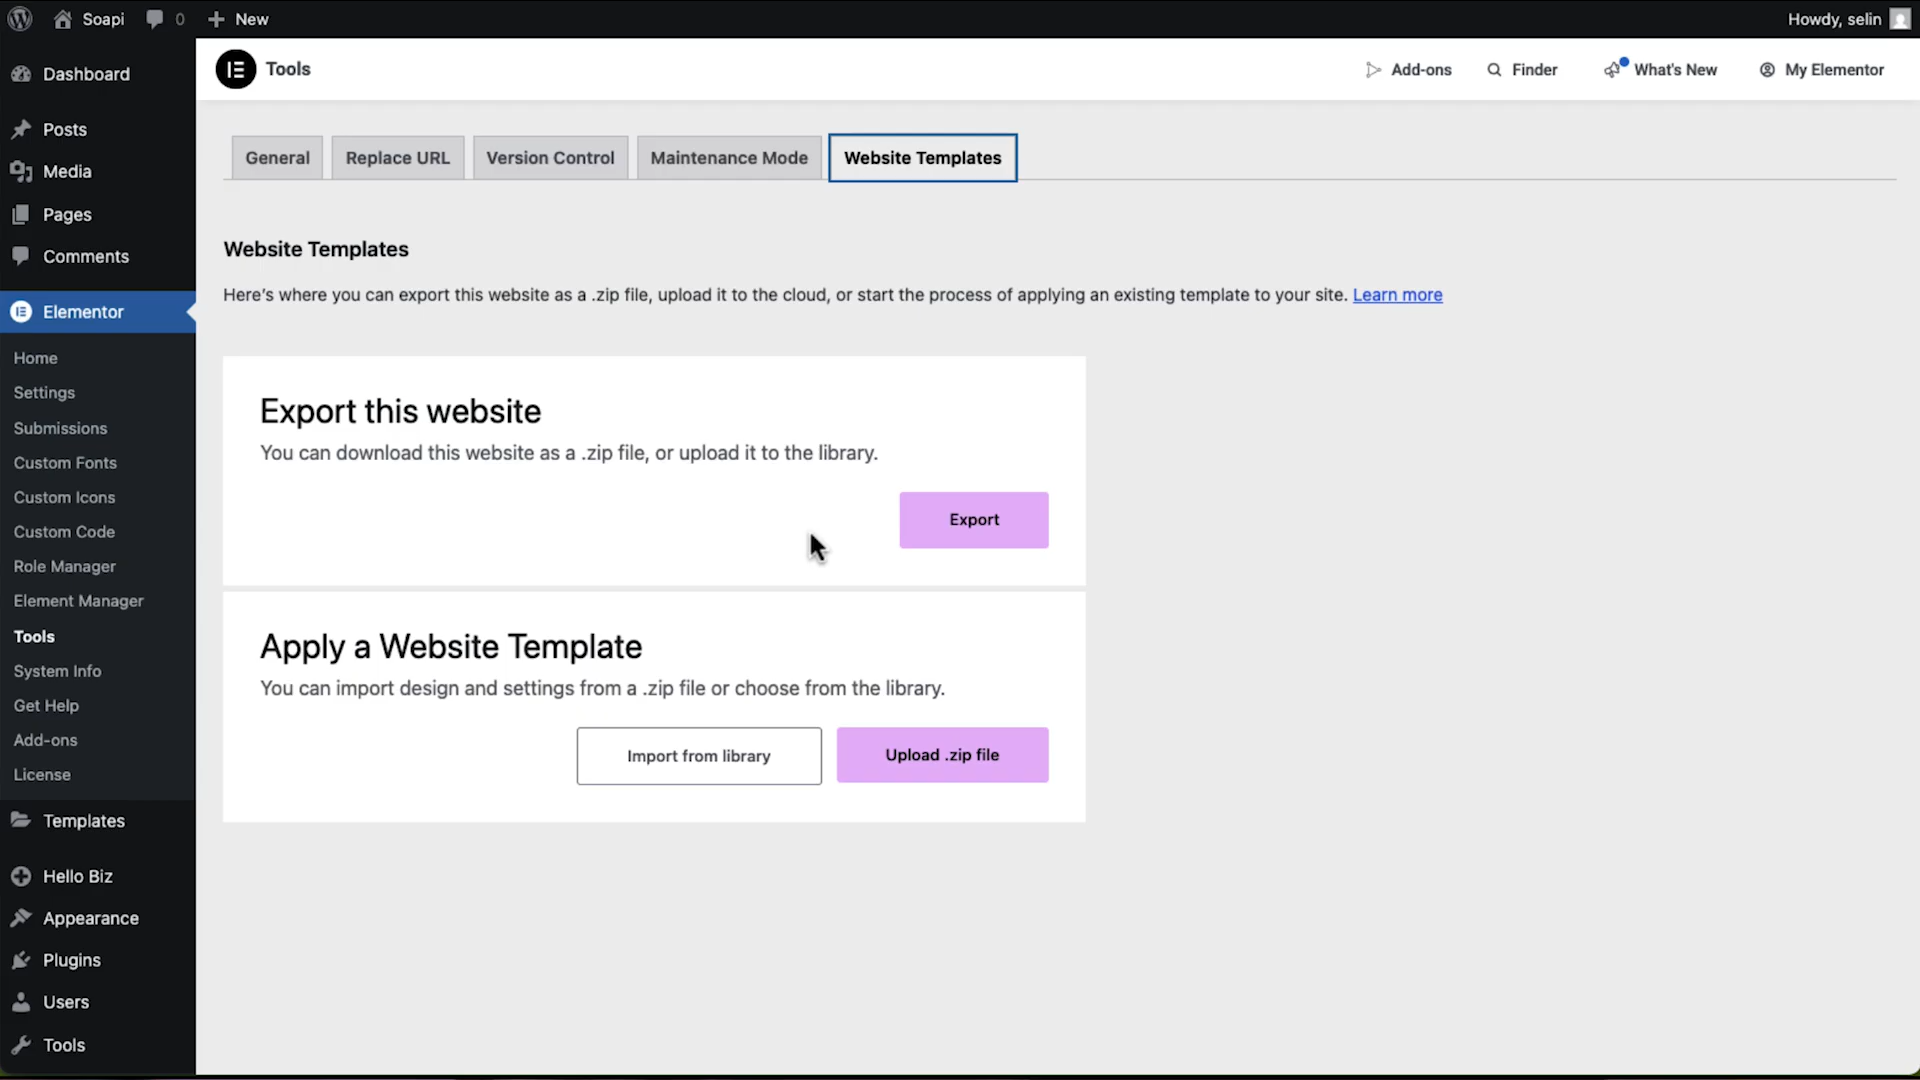 Soapi 0 New Howdy, selin
Tools Add-ons Finder What's New My Elementor
Dashboard
Posts
Media
Pages
Comments
Elementor
Home
Settings
Submissions
Custom Fonts
Custom Icons
Custom Code
Role Manager
Element Manager
Tools
System Info
Get Help
Add-ons
License
Templates
Hello Biz
Appearance
Plugins
Users
Tools
General Replace URL Version Control Maintenance Mode Website Templates
Website Templates
Here's where you can export this website as a .zip file, upload it to the cloud, or start the process of applying an existing template to your site. Learn more
Export this website
You can download this website as a .zip file, or upload it to the library.
Export
Apply a Website Template
You can import design and settings from a .zip file or choose from the library.
Import from library Upload .zip file